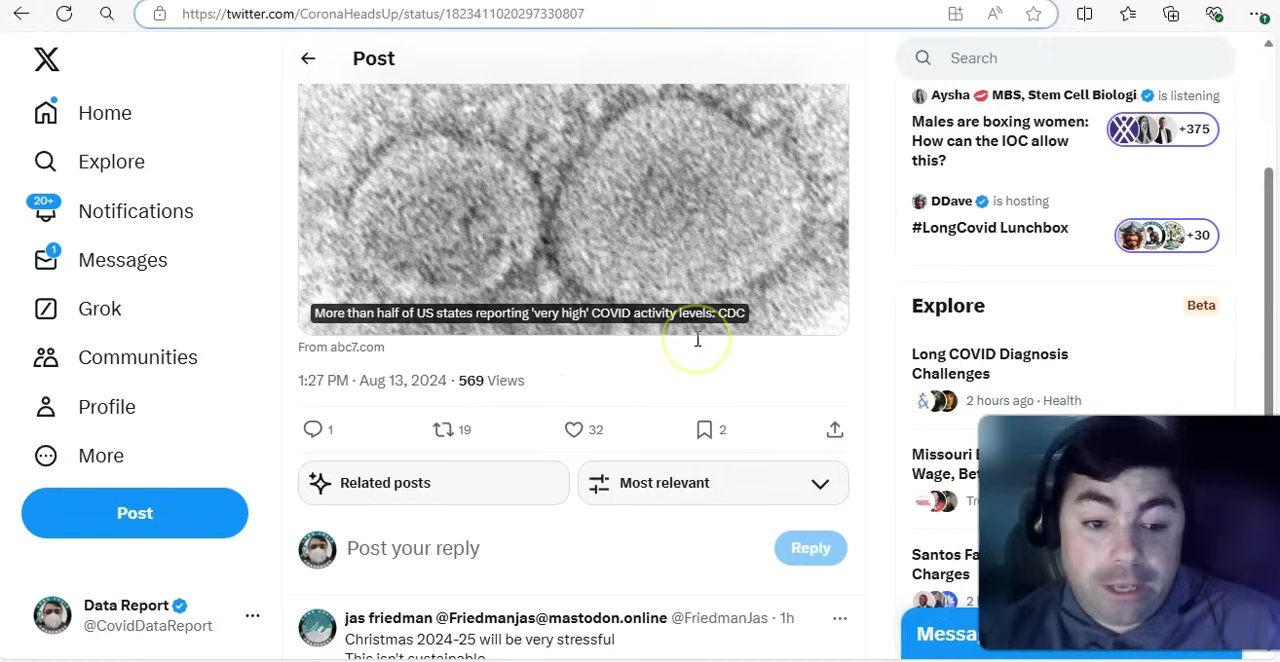 https://twitter.com/CoronaHeadsUp/status/1823411020297330807
Home
Explore
20+
Notifications
1
Messages
Grok
Communities
Profile
More
Post
Data Report
@CovidDataReport
Post
More than half of US states reporting 'very high' COVID activity levels: CDC
From abc7.com
1:27 PM · Aug 13, 2024 · 569 Views
1
19
32
2
Related posts
Most relevant
Post your reply
Reply
jas friedman @Friedmanjas@mastodon.online @FriedmanJas · 1h
Christmas 2024-25 will be very stressful
This isn't sustainable
Search
Aysha 💋 MBS, Stem Cell Biologi is listening
Males are boxing women:
How can the IOC allow
this?
+375
DDave is hosting
#LongCovid Lunchbox
+30
Explore
Beta
Long COVID Diagnosis
Challenges
2 hours ago · Health
Missouri
Wage,
Santos
Charges